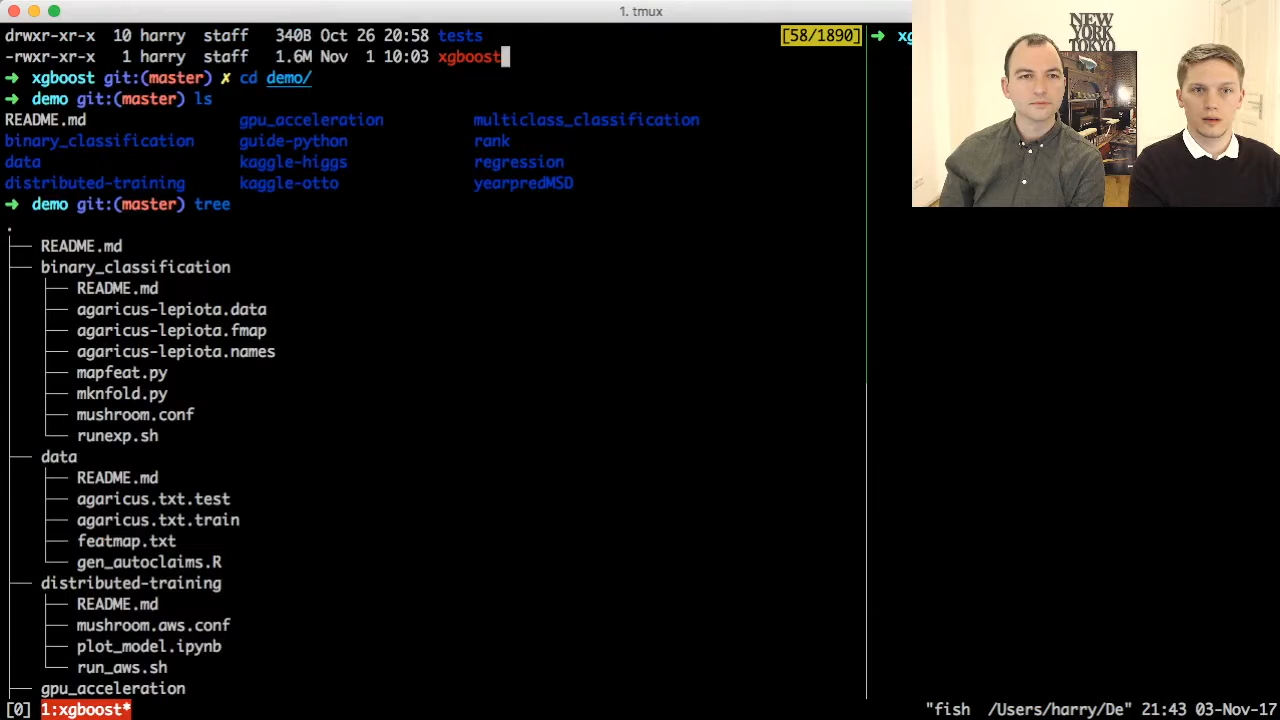 1. tmux
drwxr-xr-x  10 harry  staff   340B Oct 26 20:58 tests
[58/1890] ➜ xg
-rwxr-xr-x   1 harry  staff   1.6M Nov  1 10:03 xgboost
➜  xgboost git:(master) ✗ cd demo/
➜  demo git:(master) ls
README.md                 gpu_acceleration          multiclass_classification
binary_classification     guide-python              rank
data                      kaggle-higgs              regression
distributed-training      kaggle-otto               yearpredMSD
➜  demo git:(master) tree
.
├── README.md
├── binary_classification
│   ├── README.md
│   ├── agaricus-lepiota.data
│   ├── agaricus-lepiota.fmap
│   ├── agaricus-lepiota.names
│   ├── mapfeat.py
│   ├── mknfold.py
│   ├── mushroom.conf
│   └── runexp.sh
├── data
│   ├── README.md
│   ├── agaricus.txt.test
│   ├── agaricus.txt.train
│   ├── featmap.txt
│   └── gen_autoclaims.R
├── distributed-training
│   ├── README.md
│   ├── mushroom.aws.conf
│   ├── plot_model.ipynb
│   └── run_aws.sh
├── gpu_acceleration
[0] 1:xgboost*
"fish  /Users/harry/De" 21:43 03-Nov-17
NEW
YORK
TOKYO